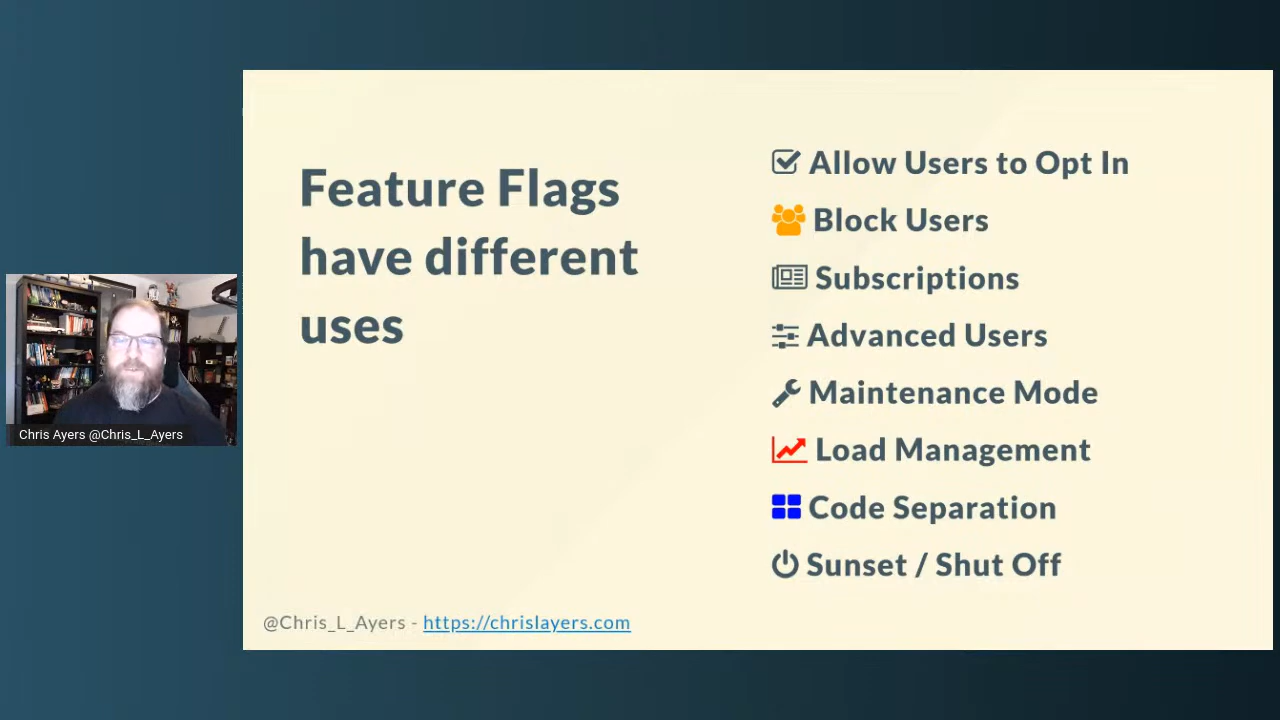 Feature Flags
have different
uses
Allow Users to Opt In
Block Users
Subscriptions
Advanced Users
Maintenance Mode
Load Management
Code Separation
Sunset / Shut Off
Chris Ayers @Chris_L_Ayers
@Chris_L_Ayers - https://chrislayers.com